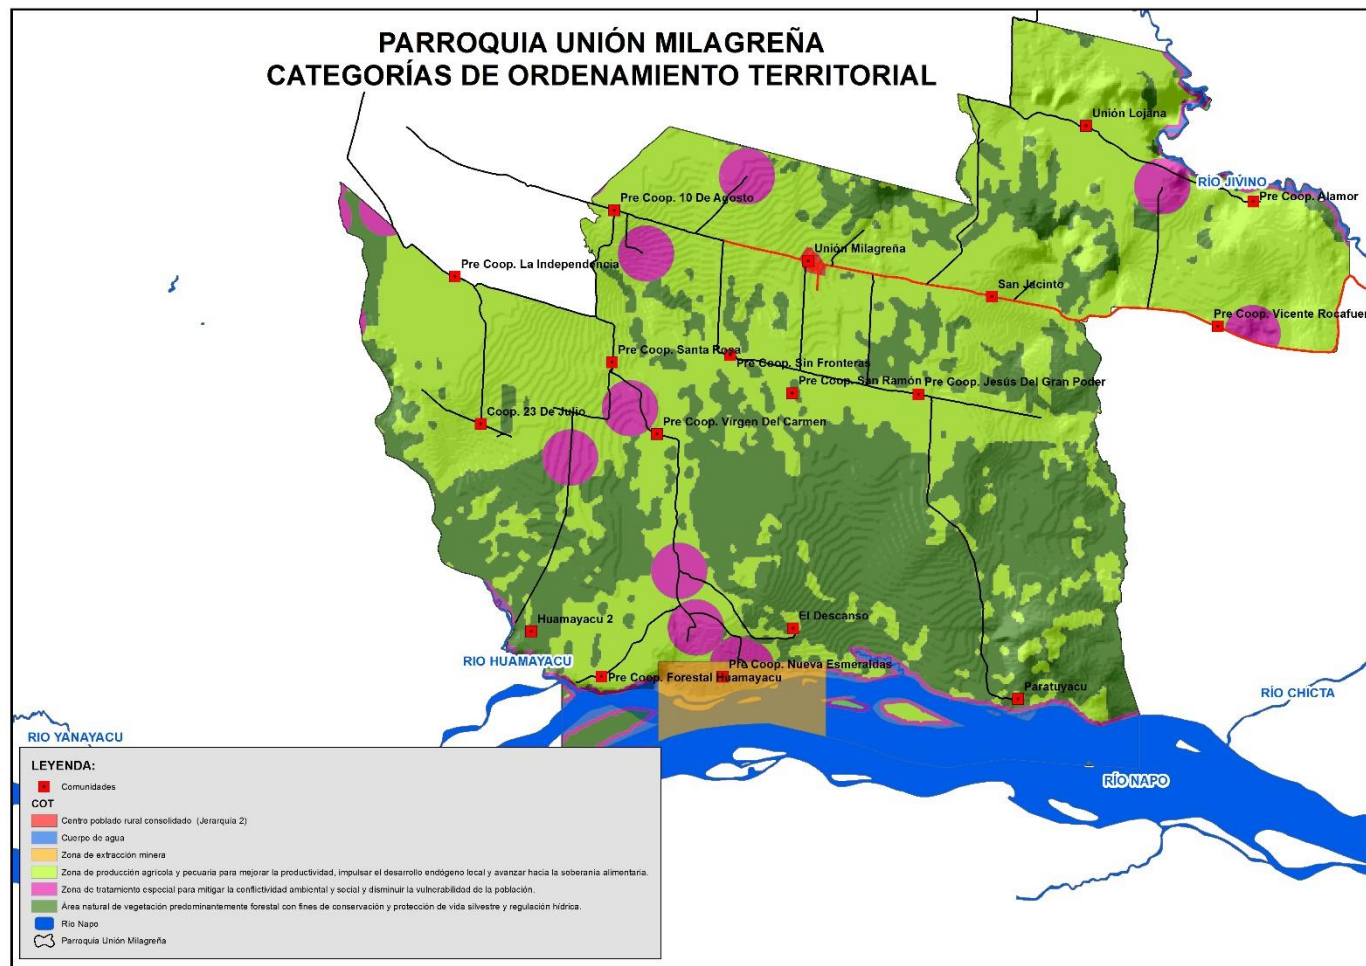 PARROQUIA UNIÓN MILAGREÑA
CATEGORÍAS DE ORDENAMIENTO TERRITORIAL
Unión Lojana
RÍO JIVINO
Pre Coop. Alamor
Pre Coop. 10 De Agosto
Unión Milagreña
Pre Coop. La Independencia
San Jacinto
Pre Coop. Vicente Rocafuer
Pre Coop. Santa Rosa
Pre Coop. Sin Fronteras
Pre Coop. San Ramón
Pre Coop. Jesús Del Gran Poder
Coop. 23 De Julio
Pre Coop. Virgen Del Carmen
Huamayacu 2
El Descanso
RIO HUAMAYACU
Pre Coop. Nueva Esmeraldas
Pre Coop. Forestal Huamayacu
Paratuyacu
RÍO CHICTA
RIO YANAYACU
RÍO NAPO
LEYENDA:
Comunidades
COT
Centro poblado rural consolidado (Jerarquía 2)
Cuerpo de agua
Zona de extracción minera
Zona de producción agrícola y pecuaria para mejorar la productividad, impulsar el desarrollo endógeno local y avanzar hacia la soberanía alimentaria.
Zona de tratamiento especial para mitigar la conflictividad ambiental y social y disminuir la vulnerabilidad de la población.
Área natural de vegetación predominantemente forestal con fines de conservación y protección de vida silvestre y regulación hídrica.
Río Napo
Parroquia Unión Milagreña